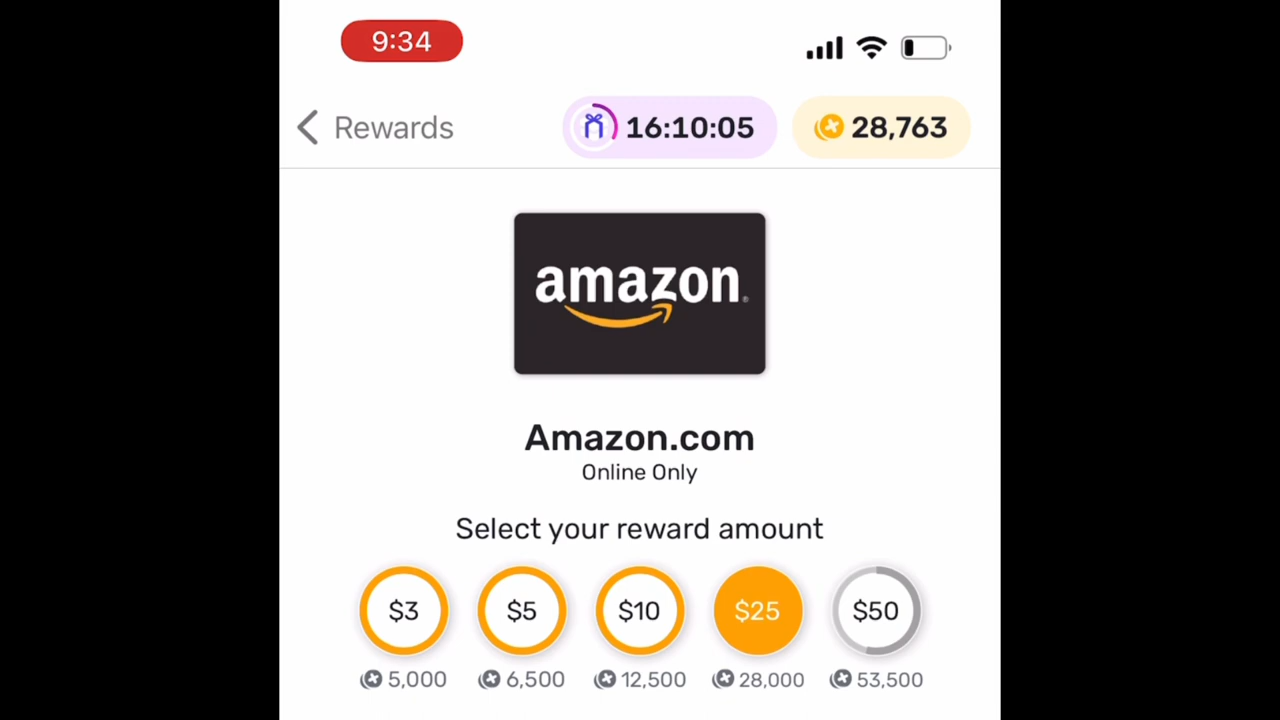 9:34
Rewards 16:10:05 28,763
amazon
Amazon.com
Online Only
Select your reward amount
$3 $5 $10 $25 $50
5,000 6,500 12,500 28,000 53,500